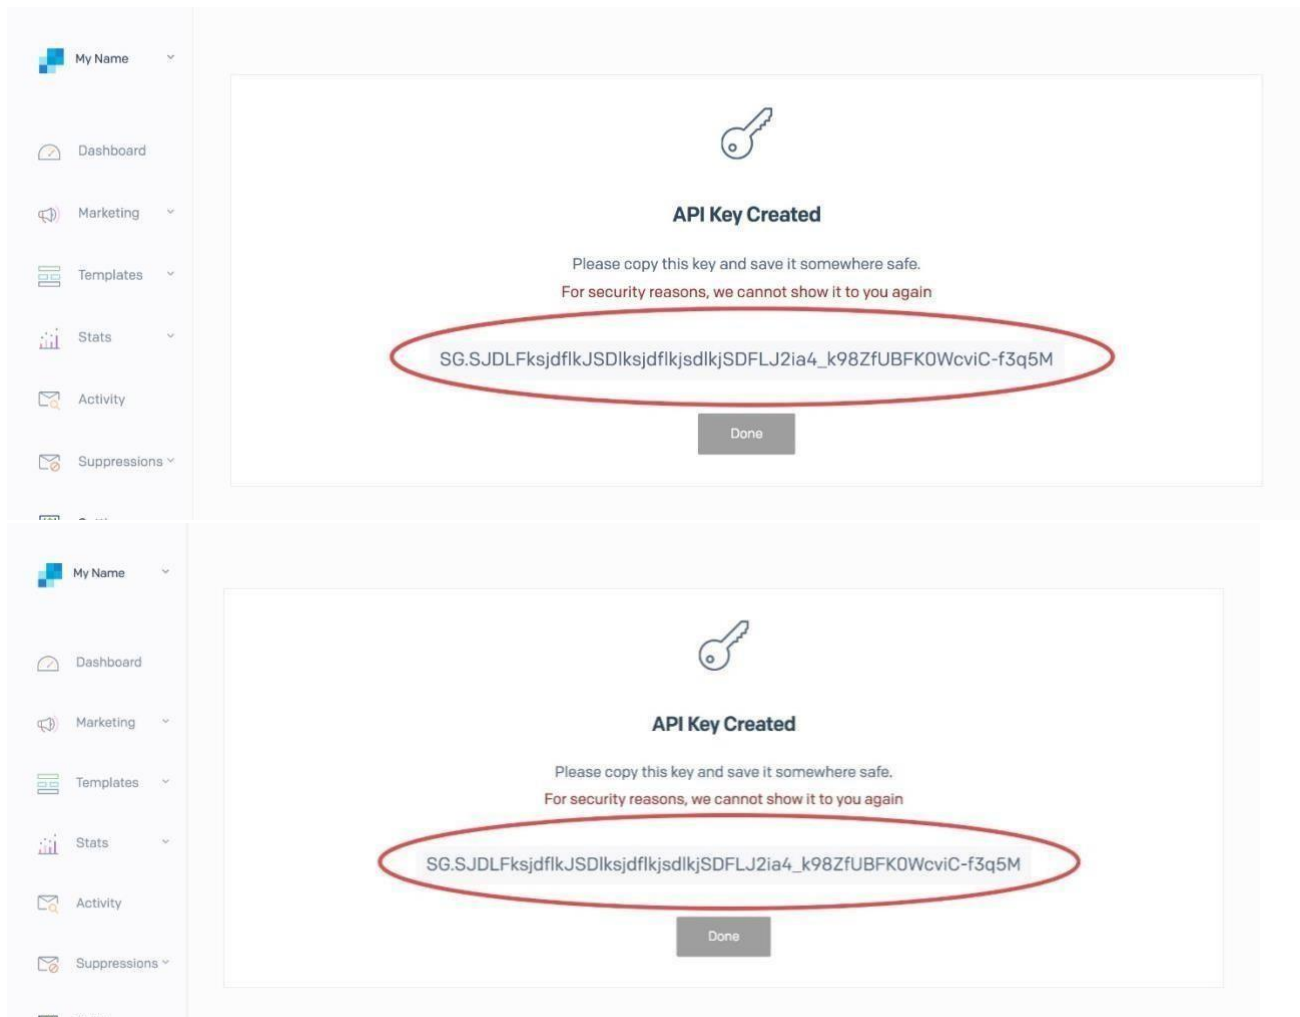 My Name
Dashboard
Marketing
Templates
Stats
Activity
Suppressions
API Key Created
Please copy this key and save it somewhere safe.
For security reasons, we cannot show it to you again
SG.SJDLFksjdflkJSDlksjdflkjsdlkjSDFLJ2ia4_k98ZfUBFK0WcviC-f3q5M
Done
My Name
Dashboard
Marketing
Templates
Stats
Activity
Suppressions
API Key Created
Please copy this key and save it somewhere safe.
For security reasons, we cannot show it to you again
SG.SJDLFksjdflkJSDlksjdflkjsdlkjSDFLJ2ia4_k98ZfUBFK0WcviC-f3q5M
Done